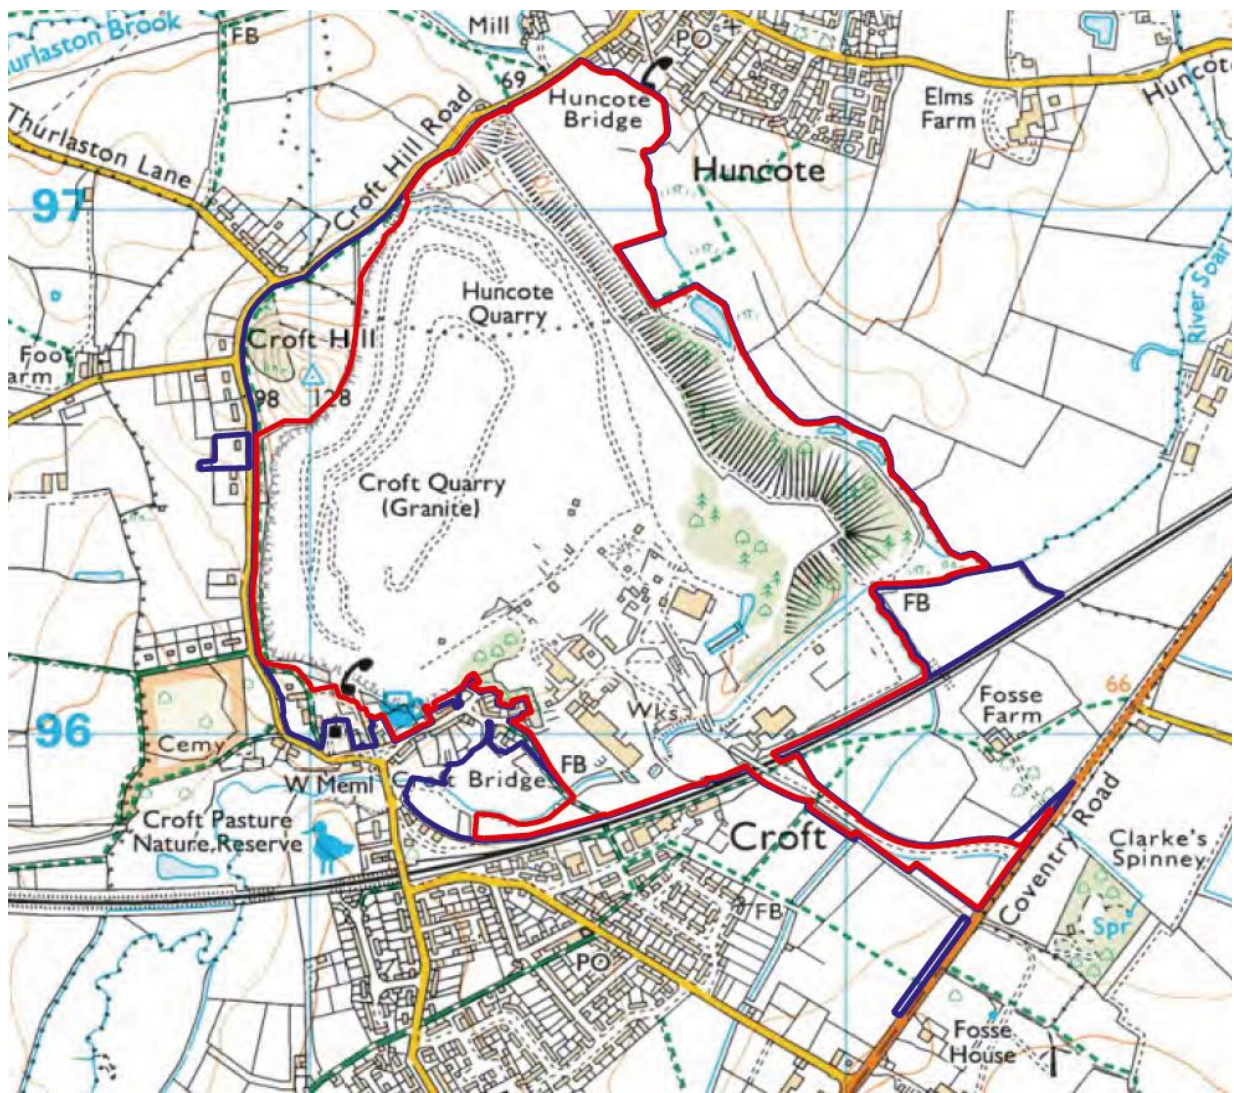 Thurlaston Brook
FB
Mill
PO
69
Huncote
Bridge
Elms
Farm
Huncote
Thurlaston Lane
Croft Hill Road
Huncote
97
River Soar
Huncote
Quarry
Croft Hill
Foo
arm
98
128
Croft Quarry
(Granite)
FB
66
Fosse
Farm
96
Wks
Cemy
W Meml
Bridge
FB
Croft Pasture
Nature Reserve
Croft
Coventry Road
Clarke's
Spinney
FB
Spr
PO
Fosse
House